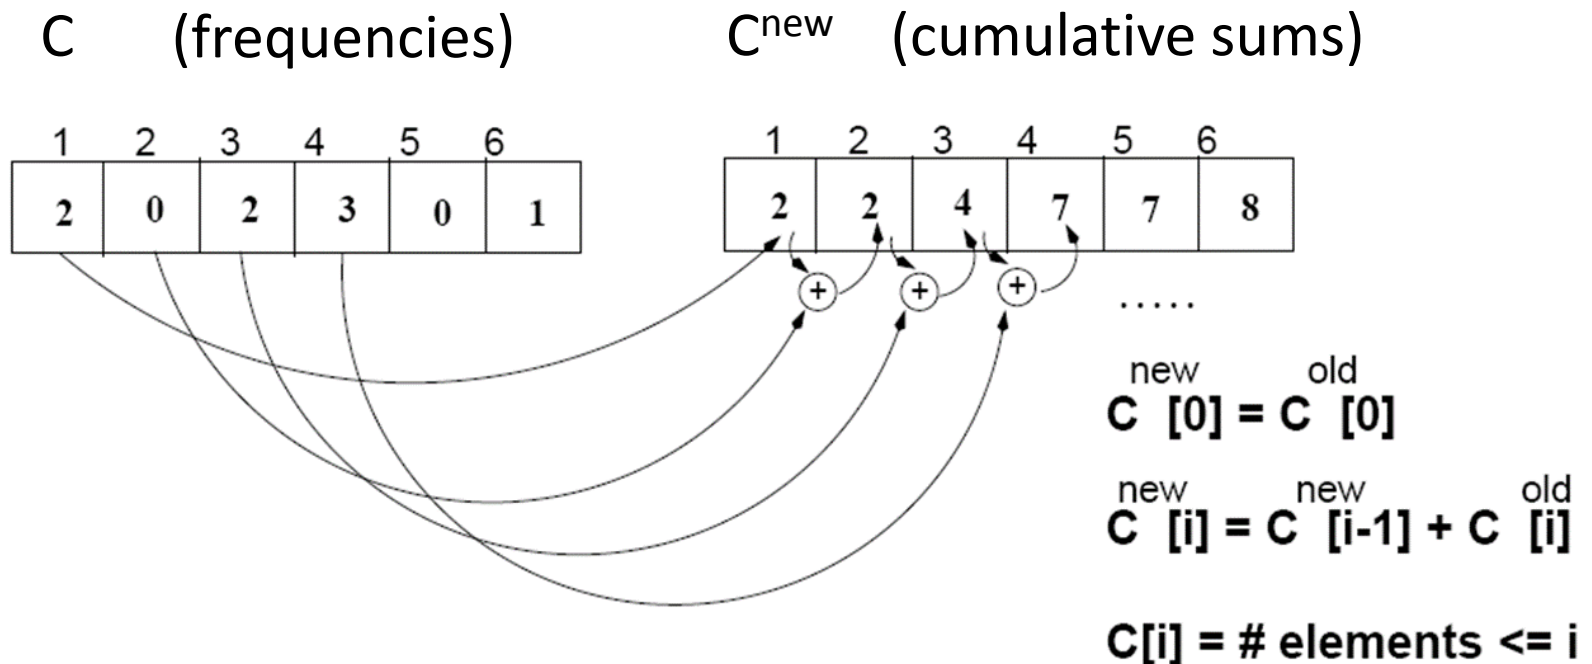 C (frequencies)
C new (cumulative sums)
1 2 3 4 5 6
2 0 2 3 0 1
1 2 3 4 5 6
2 2 4 7 7 8
+ + +
.....
new old
C [0] = C [0]
new new old
C [i] = C [i-1] + C [i]
C[i] = # elements <= i